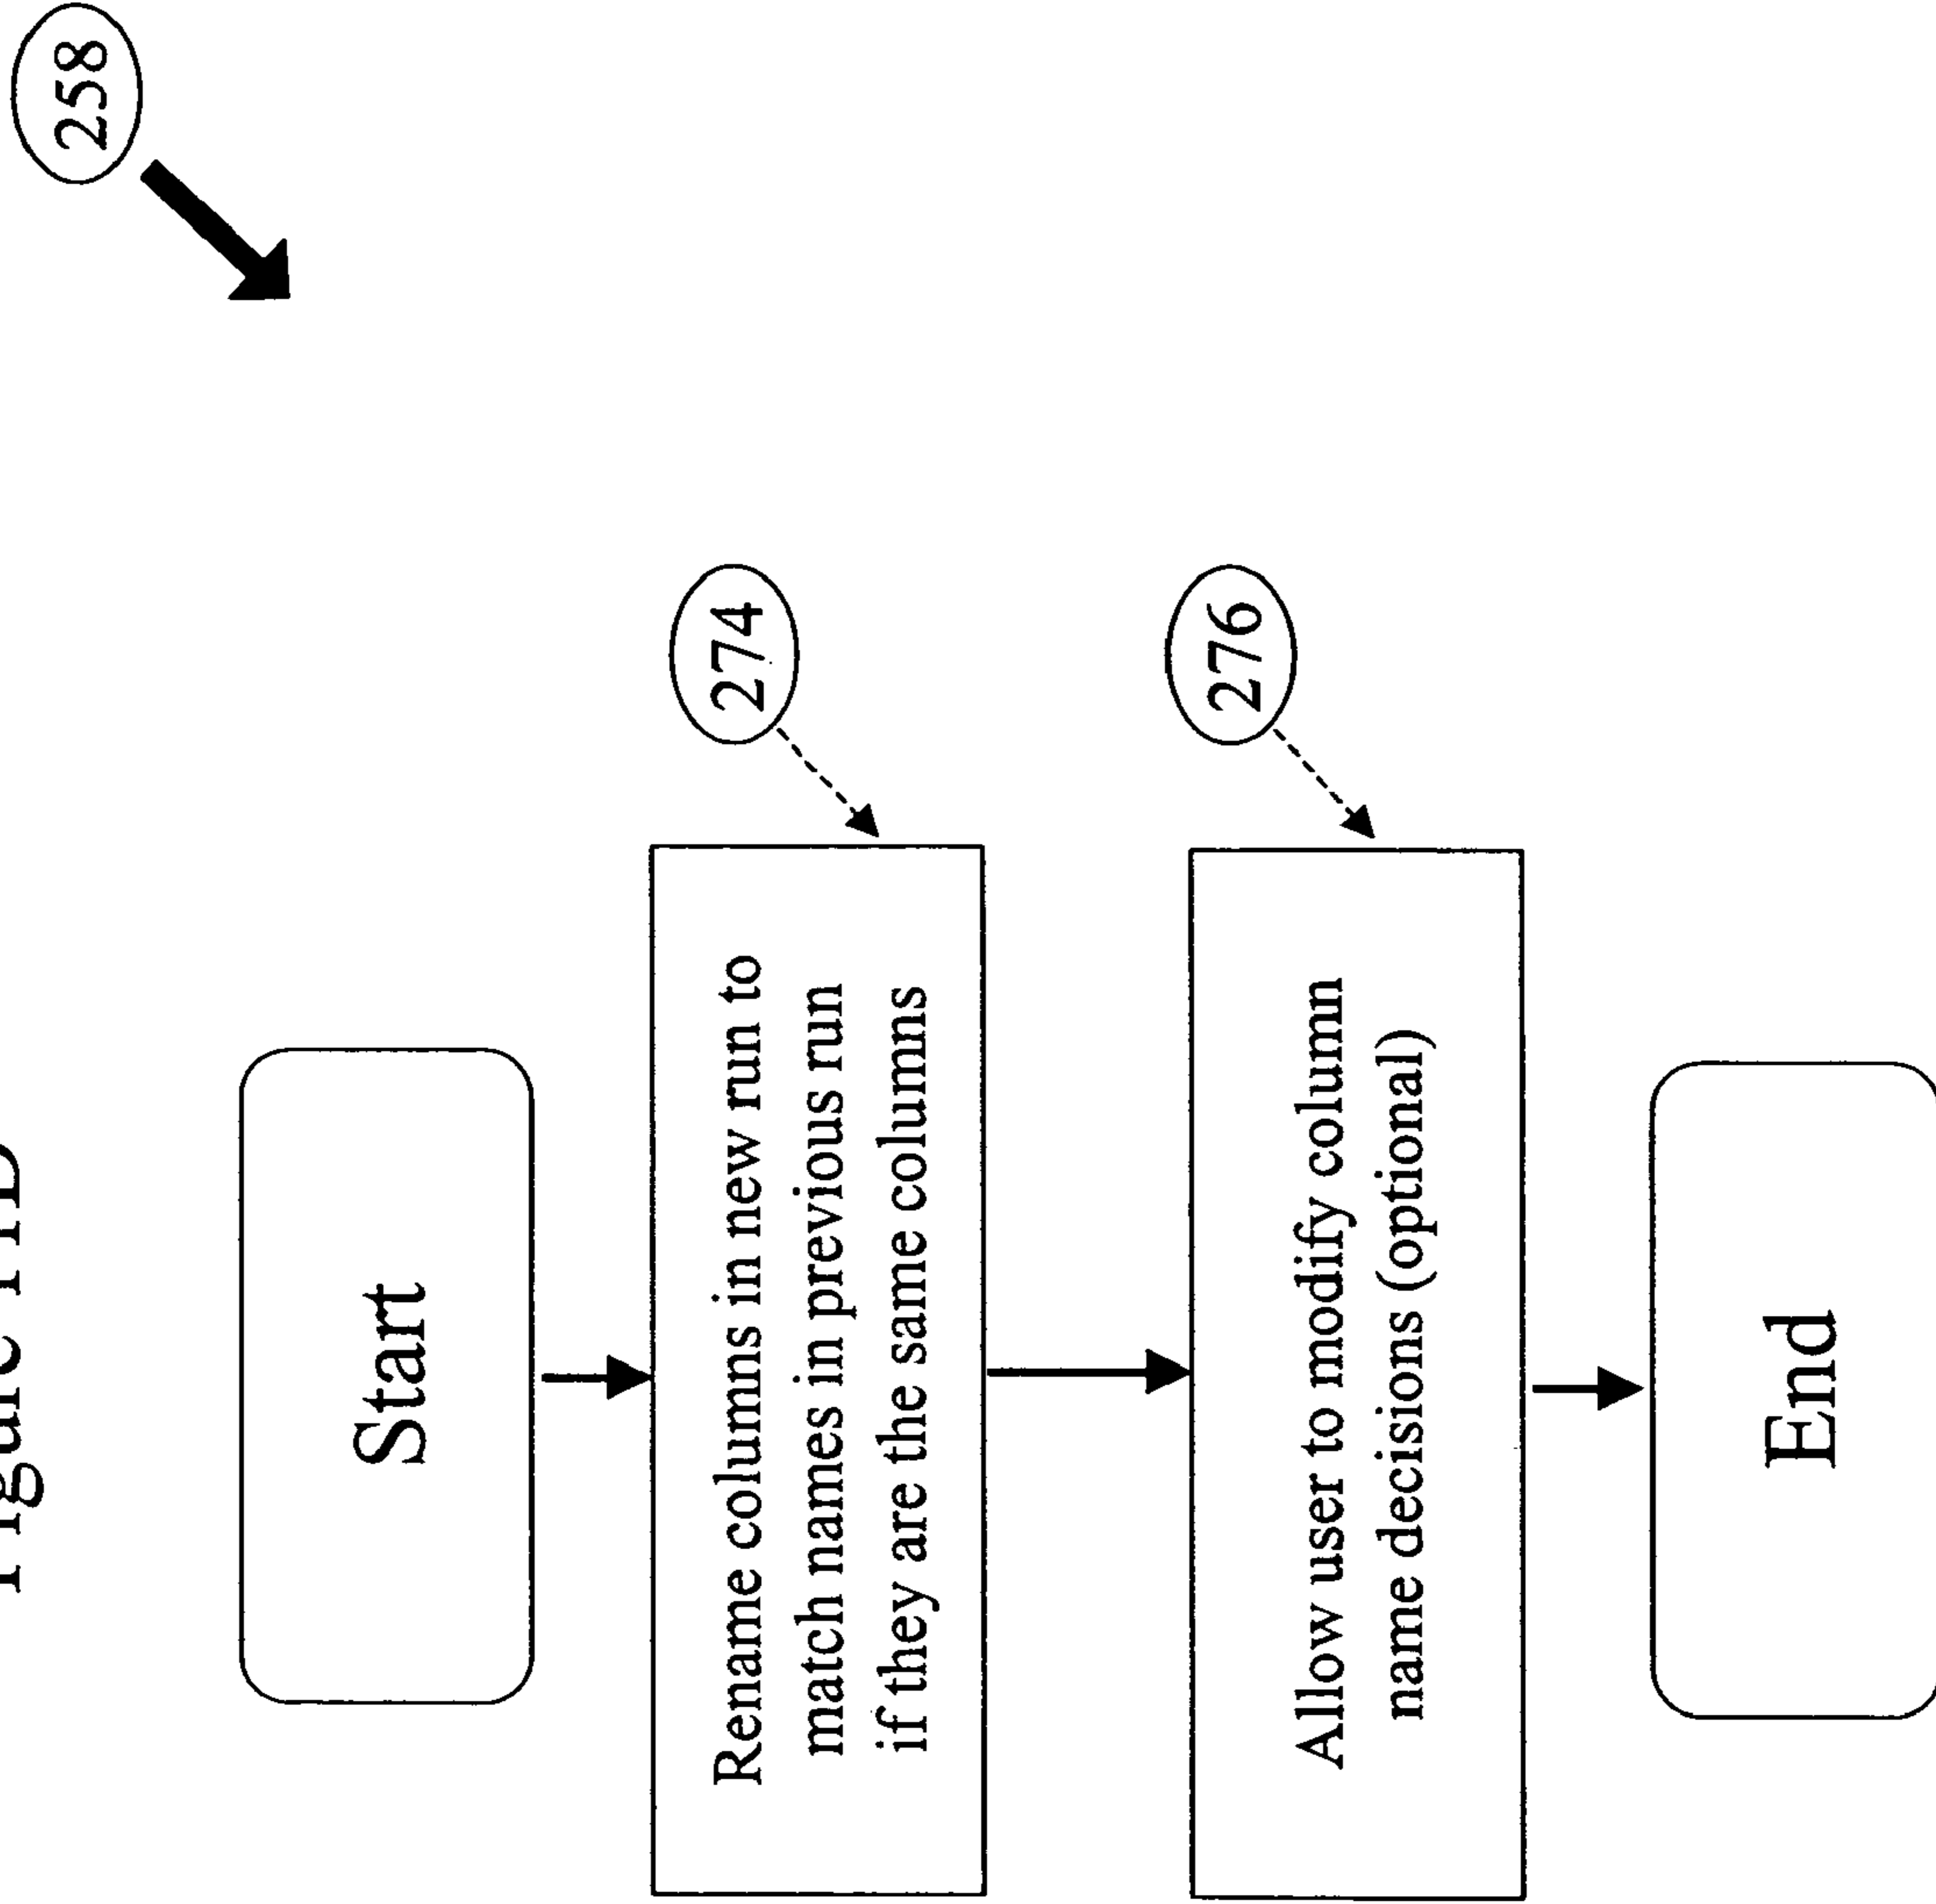 258
Start
274
Rename columns in new run to
match names in previous run
if they are the same columns
276
Allow user to modify column
name decisions (optional)
End